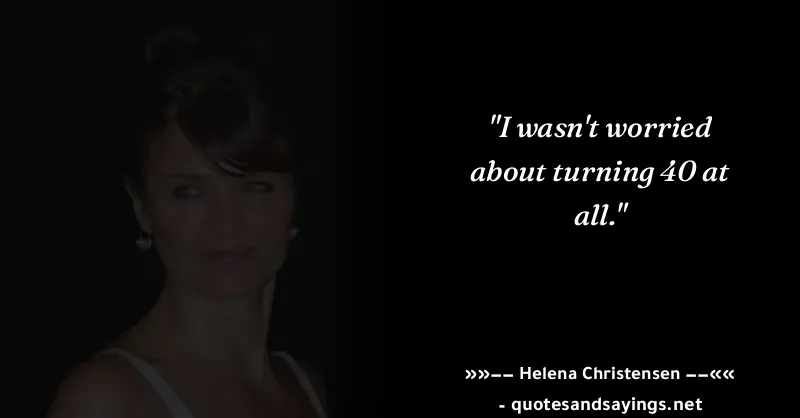 "I wasn't worried
about turning 40 at
all."
»»-- Helena Christensen --««
- quotesandsayings.net